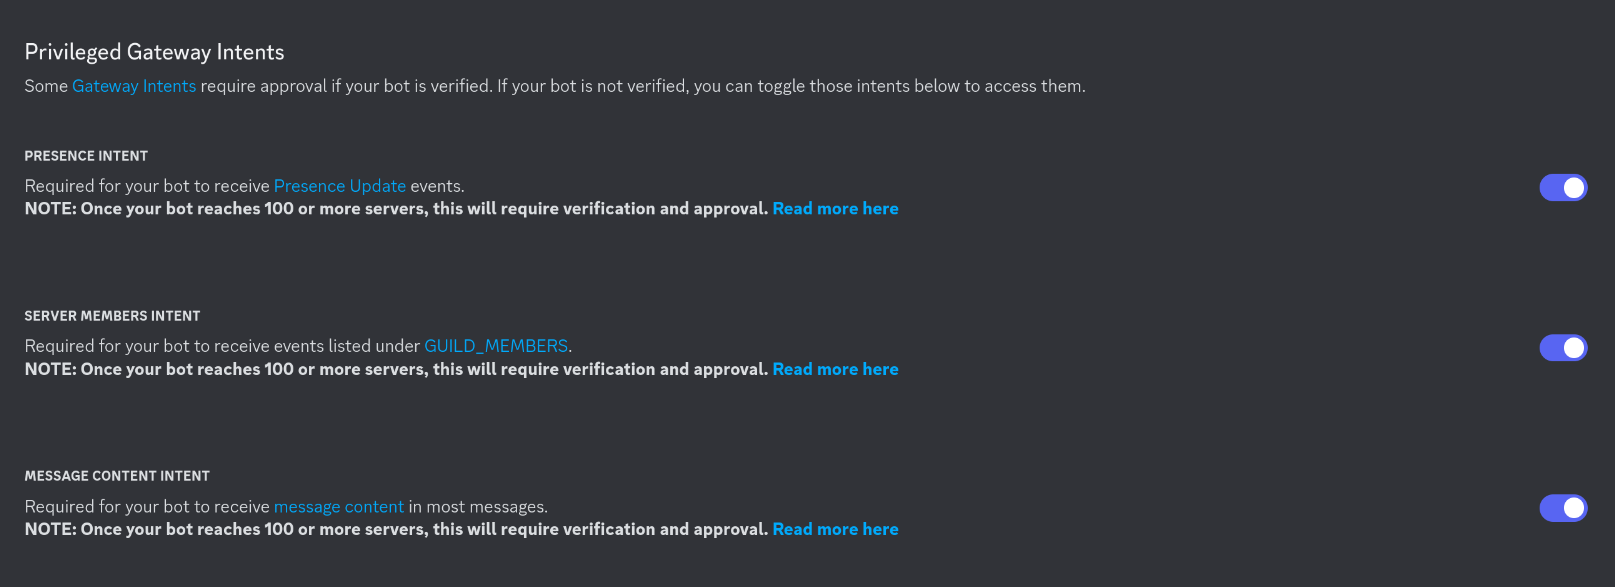 Privileged Gateway Intents
Some Gateway Intents require approval if your bot is verified. If your bot is not verified, you can toggle those intents below to access them.
PRESENCE INTENT
Required for your bot to receive Presence Update events.
NOTE: Once your bot reaches 100 or more servers, this will require verification and approval. Read more here
SERVER MEMBERS INTENT
Required for your bot to receive events listed under GUILD_MEMBERS.
NOTE: Once your bot reaches 100 or more servers, this will require verification and approval. Read more here
MESSAGE CONTENT INTENT
Required for your bot to receive message content in most messages.
NOTE: Once your bot reaches 100 or more servers, this will require verification and approval. Read more here